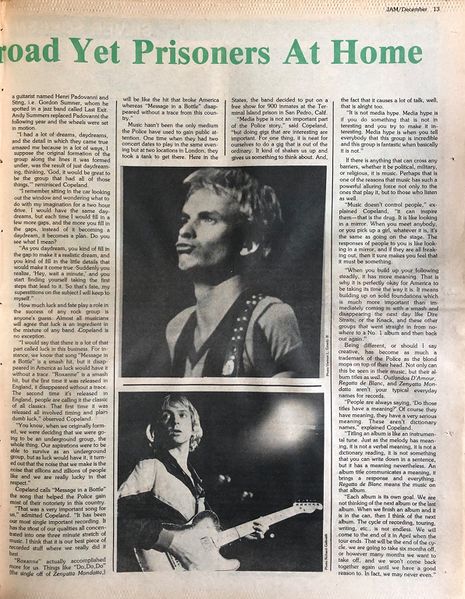 JAM/December 13
road Yet Prisoners At Home
a guitarist named Henri Padovanni and
Sting, i.e. Gordon Sumner, whom he
spotted in a jazz band called Last Exit.
Andy Summers replaced Padovanni the
following year and the wheels were set
in motion.
"I had a lot of dreams, daydreams,
and the detail in which they came true
amazed me because in a lot of ways, I
suppose the actual conception of the
group along the lines it was formed
under, was the result of just daydream-
ing, thinking, 'God, it would be great to
be the group that had all of those
things,'" reminisced Copeland.
"I remember sitting in the car looking
out the window and wondering what to
do with my imagination for a two hour
drive. I would have the same day-
dreams, but each time I would fill in a
few more gaps, and the more you fill in
the gaps, instead of it becoming a
daydream, it becomes a plan. Do you
see what I mean?
"As you daydream, you kind of fill in
the gap to make it a realistic dream, and
you kind of fill in the little details that
would make it come true. Suddenly you
realise, 'Hey, wait a minute,' and you
start finding yourself taking the first
steps that lead to it. So that's fate, my
superstitions on the subject I will keep to
myself."
How much luck and fate play a role in
the success of any rock group is
anyone's guess. Almost all musicians
will agree that luck is an ingredient in
the mixture of any band. Copeland is
no exception.
"I would say that there is a lot of that
part called luck in this business. For in-
stance, we know that song "Message in
a Bottle" is a smash hit, but it disap-
peared in America as luck would have it
without a trace. "Roxanne" is a smash
hit, but the first time it was released in
England, it disappeared without a trace.
The second time it's released in
England, people are calling it the classic
of all classics. That first time it was
released all involved timing and plain
dumb luck," observed Copeland.
"You know, when we originally form-
ed, we were deciding that we were go-
ing to be an underground group, the
whole thing. Our aspirations were to be
able to survive as an underground
group, but as luck would have it, it turn-
ed out that the noise that we make is the
noise that zillions and zillions of people
like and we are really lucky in that
respect."
Copeland calls "Message in a Bottle"
the song that helped the Police gain
most of their notoriety in this country.
"That was a very important song for
us," admitted Copeland. "It has been
our most single important recording. It
has the most of our qualities all concen-
trated into one three minute stretch of
music. I think that it is our best piece of
recorded stuff where we really did it
best.
"Roxanne" actually accomplished
more for us. Things like "Do,Do,Do"
(the single off of Zenyatta Mondatta,)
will be like the hit that broke America
whereas "Message in a Bottle" disap-
peared without a trace from this coun-
try."
Music hasn't been the only medium
the Police have used to gain public at-
tention. One time when they had two
concert dates to play in the same even-
ing but at two locations in London, they
took a tank to get there. Here in the
States, the band decided to put on a
free show for 900 inmates at the Ter-
minal Island prison in San Pedro, Calif.
"Media hype is not an important part
of the Police story," said Copeland,
"but doing gigs that are interesting are
important. For one thing, it is neat for
ourselves to do a gig that is out of the
ordinary. It kind of shakes us up and
gives us something to think about. And,
the fact that it causes a lot of talk, well,
that is alright too.
"It is not media hype. Media hype is
if you do something that is not in-
teresting and you try to make it in-
teresting. Media hype is when you tell
everybody that this group is incredible
and this group is fantastic when basically
it is not."
If there is anything that can cross any
barriers, whether it be political, military,
or religious, it is music. Perhaps that is
one of the reasons that music has such a
powerful alluring force not only to the
ones that play it, but to those who listen
as well.
"Music doesn't control people," ex-
plained Copeland. "It can inspire
them—that is the drug. It is like looking
in a mirror. When you meet anybody,
or you pick up a girl, whatever it is, it's
the same as going on the stage. The
responses of people to you is like look-
ing in a mirror, and if they are all freak-
ing out, then it sure makes you feel that
it must be something.
"When you build up your following
steadily, it has more meaning. That is
why it is perfectly okay for America to
be taking its time the way it is. It means
building up on solid foundations which
is much more important than im-
mediately coming in with a smash and
disappearing the next day like Dire
Straits, or the Knack, and these other
groups that went straight in from no-
where to a No. 1 album and then back
out again."
Being different, or should I say
creative, has become as much a
trademark of the Police as the blond
mops on top of their head. Not only can
this be seen in their music, but their al-
bum titles as well. Outlandos D'Amour,
Regatta de Blanc, and Zenyatta Mon-
datta aren't your typical everyday
names for records.
"People are always saying, 'Do those
titles have a meaning?' Of course they
have meaning, they have a very serious
meaning. These aren't dictionary
names," explained Copeland.
"Titling an album is like an instrumen-
tal tune. Just as the melody has mean-
ing, it is not a verbal meaning, it is not a
dictionary reading, it is not something
that you can write down in a sentence,
but it has a meaning nevertheless. An
album title communicates a meaning, it
brings a response and everything.
Regatta de Blanc means the music on
that album.
"Each album is its own goal. We are
not thinking of the next album or the last
album. When we finish an album and it
is in the can, then I think of the next
album. The cycle of recording, touring,
writing, etc., is not endless. We will
come to the end of it in April when the
tour ends. That will be the end of the cy-
cle, we are going to take six months off,
or however many months we want to
take off, and we won't come back
together again until we have a good
reason to. In fact, we may never even."